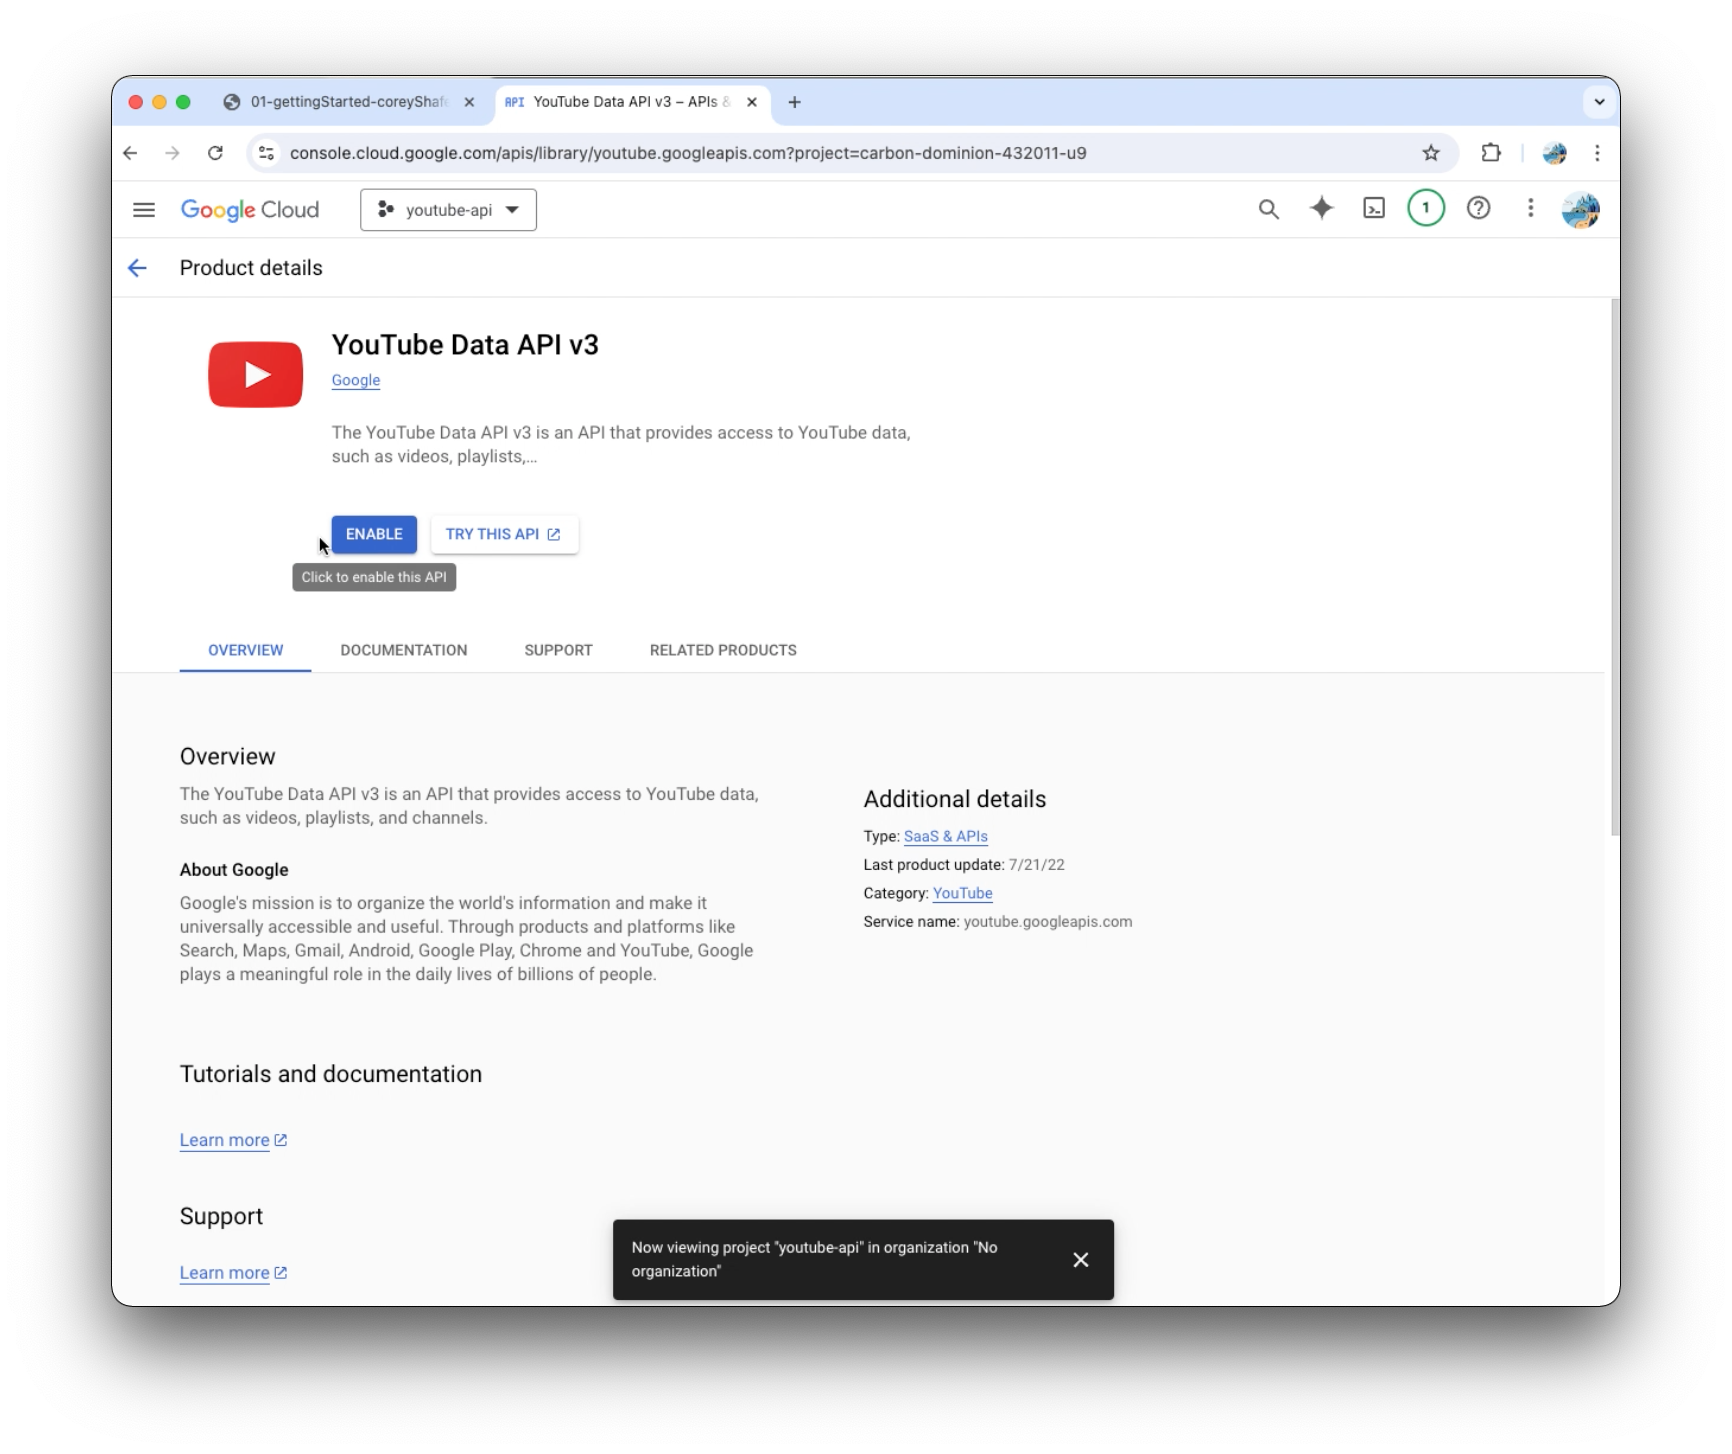 01-gettingStarted-coreyShafe
API YouTube Data API v3 – APIs &
console.cloud.google.com/apis/library/youtube.googleapis.com?project=carbon-dominion-432011-u9
Google Cloud
youtube-api
1
Product details
YouTube Data API v3
Google
The YouTube Data API v3 is an API that provides access to YouTube data,
such as videos, playlists,...
ENABLE
TRY THIS API
Click to enable this API
OVERVIEW
DOCUMENTATION
SUPPORT
RELATED PRODUCTS
Overview
The YouTube Data API v3 is an API that provides access to YouTube data,
such as videos, playlists, and channels.
About Google
Google's mission is to organize the world's information and make it
universally accessible and useful. Through products and platforms like
Search, Maps, Gmail, Android, Google Play, Chrome and YouTube, Google
plays a meaningful role in the daily lives of billions of people.
Additional details
Type: SaaS & APIs
Last product update: 7/21/22
Category: YouTube
Service name: youtube.googleapis.com
Tutorials and documentation
Learn more
Support
Learn more
Now viewing project "youtube-api" in organization "No
organization"